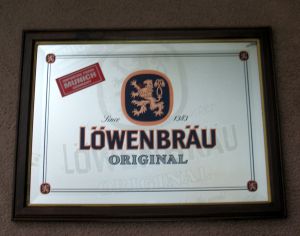 MUNICH
Since 1383
LÖWENBRÄU
ORIGINAL